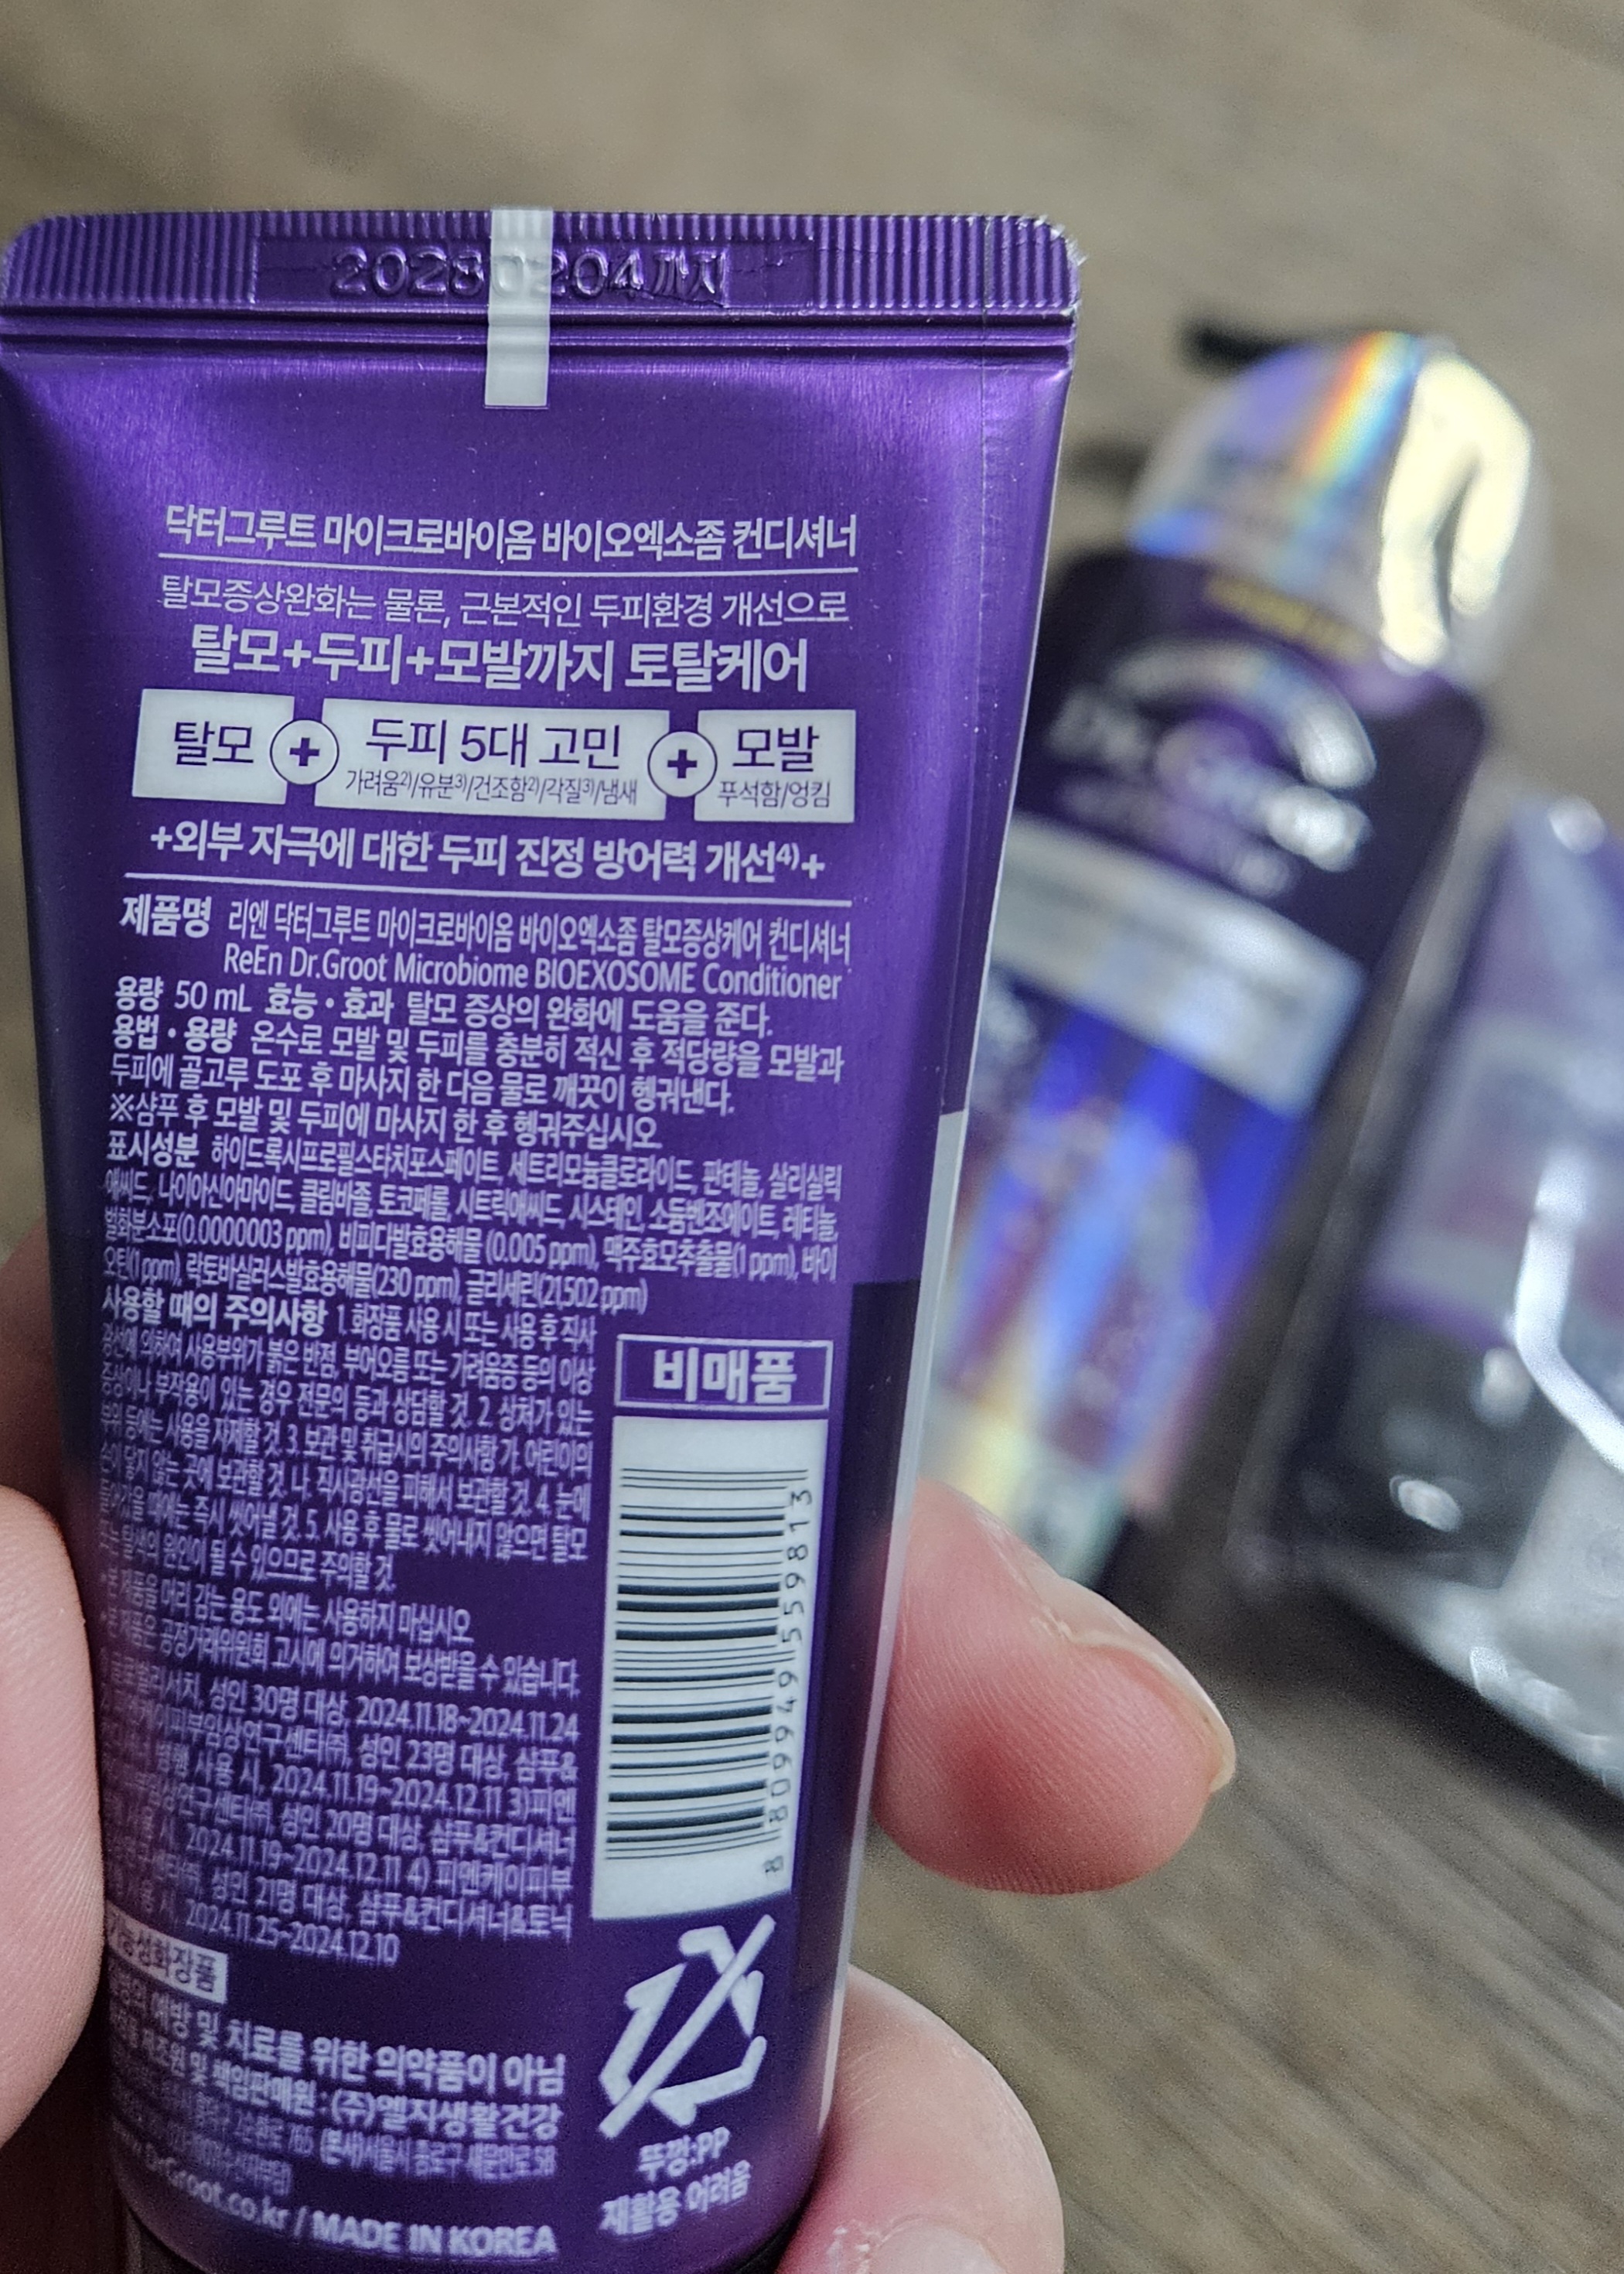 20280204까지
닥터그루트 마이크로바이옴 바이오엑소좀 컨디셔너
탈모증상완화는 물론, 근본적인 두피환경 개선으로
탈모+두피+모발까지 토탈케어
탈모 + 두피 5대 고민 + 모발
가려움2)/유분3)/건조함2)/각질3)/냄새 푸석함/엉킴
+외부 자극에 대한 두피 진정 방어력 개선4)+
제품명 리엔 닥터그루트 마이크로바이옴 바이오엑소좀 탈모증상케어 컨디셔너
ReEn Dr.Groot Microbiome BIOEXOSOME Conditioner
용량 50 mL 효능·효과 탈모 증상의 완화에 도움을 준다.
용법·용량 온수로 모발 및 두피를 충분히 적신 후 적당량을 모발과
두피에 골고루 도포 후 마사지 한 다음 물로 깨끗이 헹궈낸다.
※샴푸 후 모발 및 두피에 마사지 한 후 헹궈주십시오
표시성분 하이드록시프로필스타치포스페이트, 세트리모늄클로라이드, 판테놀, 살리실릭
애씨드, 나이아신아마이드, 클림바졸, 토코페롤, 시트릭애씨드, 시스테인, 소듐벤조에이트, 레티놀,
벌화분소포(0.0000003 ppm), 비피다발효용해물 (0.005 ppm), 맥주효모추출물(1 ppm), 바이
오틴(1 ppm), 락토바실러스발효용해물(230 ppm), 글리세린(21,502 ppm)
사용할 때의 주의사항 1. 화장품 사용 시 또는 사용 후 직사
광선에 의하여 사용부위가 붉은 반점, 부어오름 또는 가려움증 등의 이상
증상이나 부작용이 있는 경우 전문의 등과 상담할 것. 2. 상처가 있는
부위 등에는 사용을 자제할 것. 3. 보관 및 취급시의 주의사항 가. 어린이의
손이 닿지 않는 곳에 보관할 것. 나. 직사광선을 피해서 보관할 것. 4. 눈에
들어갔을 때에는 즉시 씻어낼 것. 5. 사용 후 물로 씻어내지 않으면 탈모
또는 탈색의 원인이 될 수 있으므로 주의할 것.
제품을 머리 감는 용도 외에는 사용하지 마십시오
제품은 공정거래위원회 고시에 의거하여 보상받을 수 있습니다.
성인 30명 대상, 2024.11.18~2024.11.24
성인 23명 대상, 샴푸&
병행 사용 시, 2024.11.19~2024.12.11 3)피엔
성인 20명 대상, 샴푸&컨디셔너
2024.11.19~2024.12.11 4) 피엔케이피부
성인 21명 대상, 샴푸&컨디셔너&토닉
2024.11.25~2024.12.10
기능성화장품
예방 및 치료를 위한 의약품이 아님
및 책임판매원 : (주)엘지생활건강
Groot.co.kr / MADE IN KOREA
비매품
8 809949 559813
뚜껑:PP
재활용 어려움